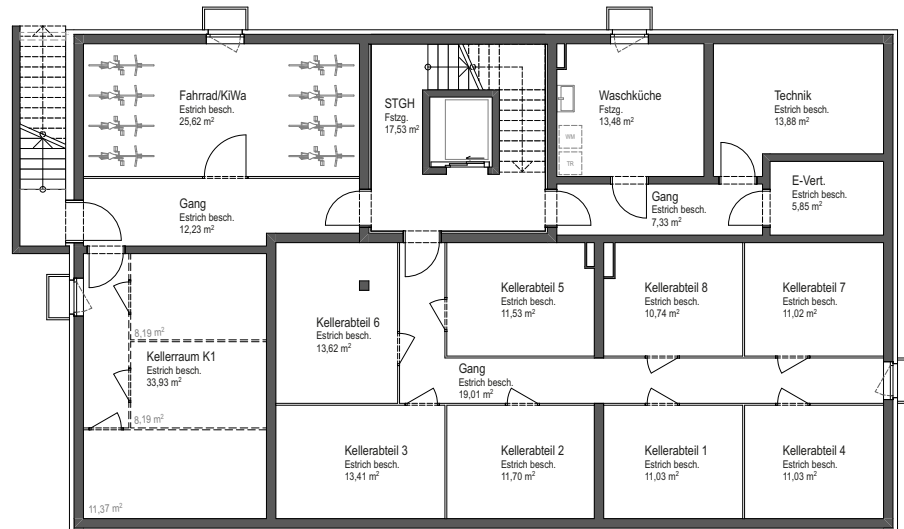 Fahrrad/KiWa
Estrich besch.
25,62 m²
STGH
Fstzg.
17,53 m²
Waschküche
Fstzg.
13,48 m²
WM
TR
Technik
Estrich besch.
13,88 m²
E-Vert.
Estrich besch.
5,85 m²
Gang
Estrich besch.
12,23 m²
Gang
Estrich besch.
7,33 m²
Kellerabteil 6
Estrich besch.
13,62 m²
Kellerabteil 5
Estrich besch.
11,53 m²
Kellerabteil 8
Estrich besch.
10,74 m²
Kellerabteil 7
Estrich besch.
11,02 m²
8,19 m²
Kellerraum K1
Estrich besch.
33,93 m²
8,19 m²
11,37 m²
Gang
Estrich besch.
19,01 m²
Kellerabteil 3
Estrich besch.
13,41 m²
Kellerabteil 2
Estrich besch.
11,70 m²
Kellerabteil 1
Estrich besch.
11,03 m²
Kellerabteil 4
Estrich besch.
11,03 m²